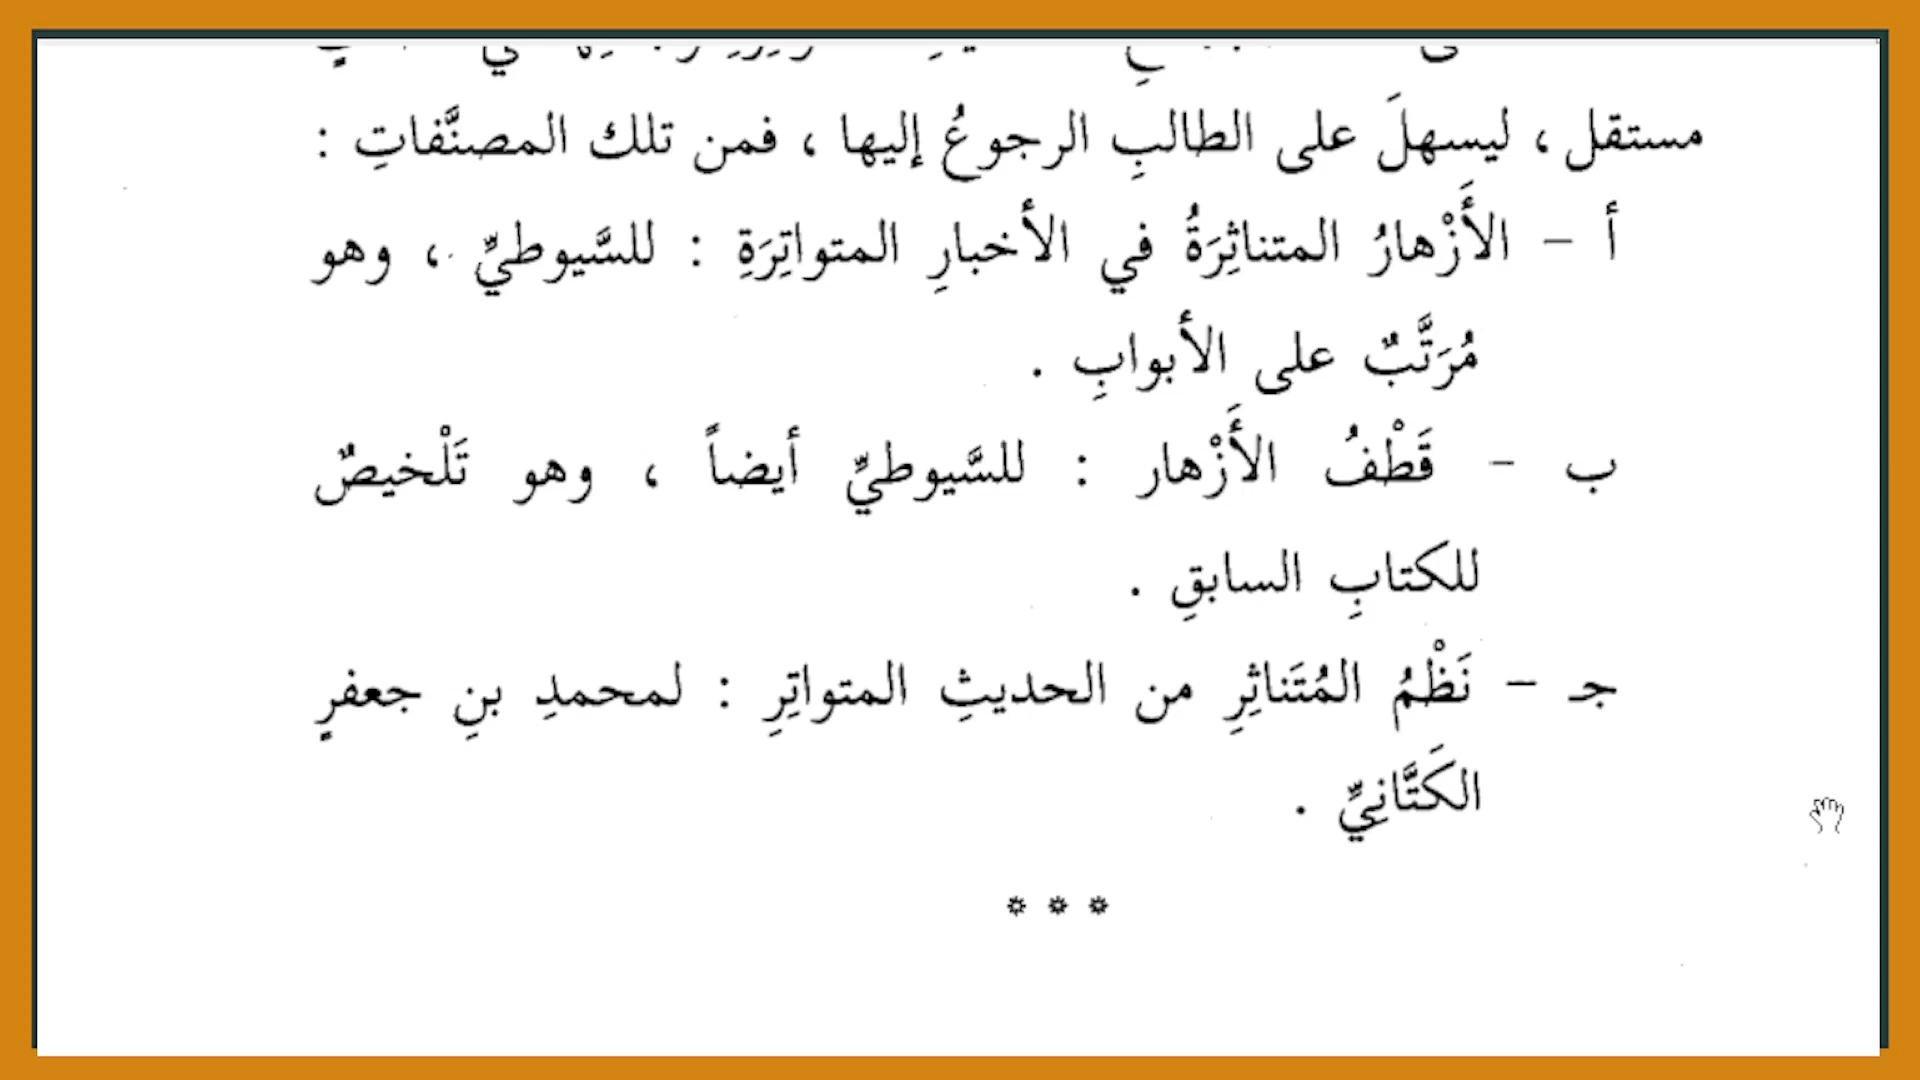 مستقل ، ليسهلَ على الطالبِ الرجوعُ إليها ، فمن تلك المصنَّفاتِ :
أ – الأَزْهارُ المتناثِرَةُ في الأخبارِ المتواتِرَةِ : للسَّيوطيِّ ، وهو
مُرَتَّبٌ على الأبوابِ .
ب – قَطْفُ الأَزْهار : للسَّيوطيِّ أيضاً ، وهو تَلْخيصٌ
للكتابِ السابقِ .
جـ – نَظْمُ المُتَناثِرِ من الحديثِ المتواتِرِ : لمحمدِ بنِ جعفرٍ
الكَتَّانِيِّ .
* * *